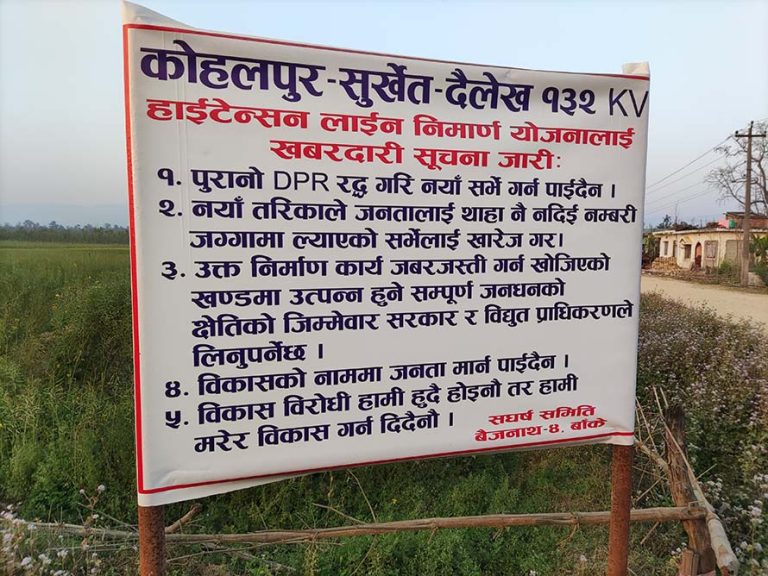 कोहलपुर-सुर्खेत-दैलेख १३२ KV
हाईटेन्सन लाईन निमार्ण योजनालाई
खबरदारी सूचना जारी:
१. पुरानो DPR रद्ध गरि नयाँ सर्भे गर्न पाईदैन ।
२. नयाँ तरिकाले जनतालाई थाहा नै नदिई नम्बरी
जग्गामा ल्याएको सर्भेलाई खारेज गर।
३. उक्त निर्माण कार्य जबरजस्ती गर्न खोजिएको
खण्डमा उत्पन्न हुने सम्पूर्ण जनधनको
क्षेतिको जिम्मेवार सरकार र विद्युत प्राधिकरणले
लिनुपर्नेछ ।
४. विकासको नाममा जनता मार्न पाईदैन ।
५. विकास विरोधी हामी हुदै होइनौ तर हामी
मरेर विकास गर्न दिदैनौ ।
सघर्ष समिति
बैजनाथ-४. बाँके